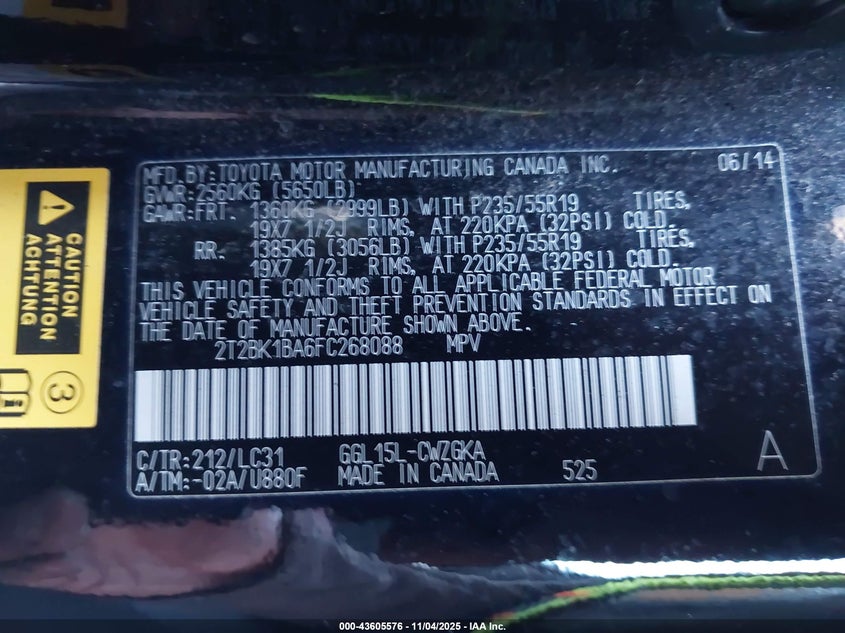 MFD.BY:TOYOTA MOTOR MANUFACTURING CANADA INC. 06/14
GVWR:2560KG (5650LB)
GAWR:FRT. 1360KG (2999LB) WITH P235/55R19 TIRES,
19X7 1/2J RIMS, AT 220KPA (32PSI) COLD.
RR. 1385KG (3056LB) WITH P235/55R19 TIRES,
19X7 1/2J RIMS, AT 220KPA (32PSI) COLD.
THIS VEHICLE CONFORMS TO ALL APPLICABLE FEDERAL MOTOR
VEHICLE SAFETY AND THEFT PREVENTION STANDARDS IN EFFECT ON
THE DATE OF MANUFACTURE SHOWN ABOVE.
2T2BK1BA6FC268088 MPV
C/TR:212/LC31 GGL15L-CWZGKA
A/TM:-02A/U880F MADE IN CANADA 525 A
CAUTION
ATTENTION
ACHTUNG
3
000-43605576 - 11/04/2025 - IAA Inc.